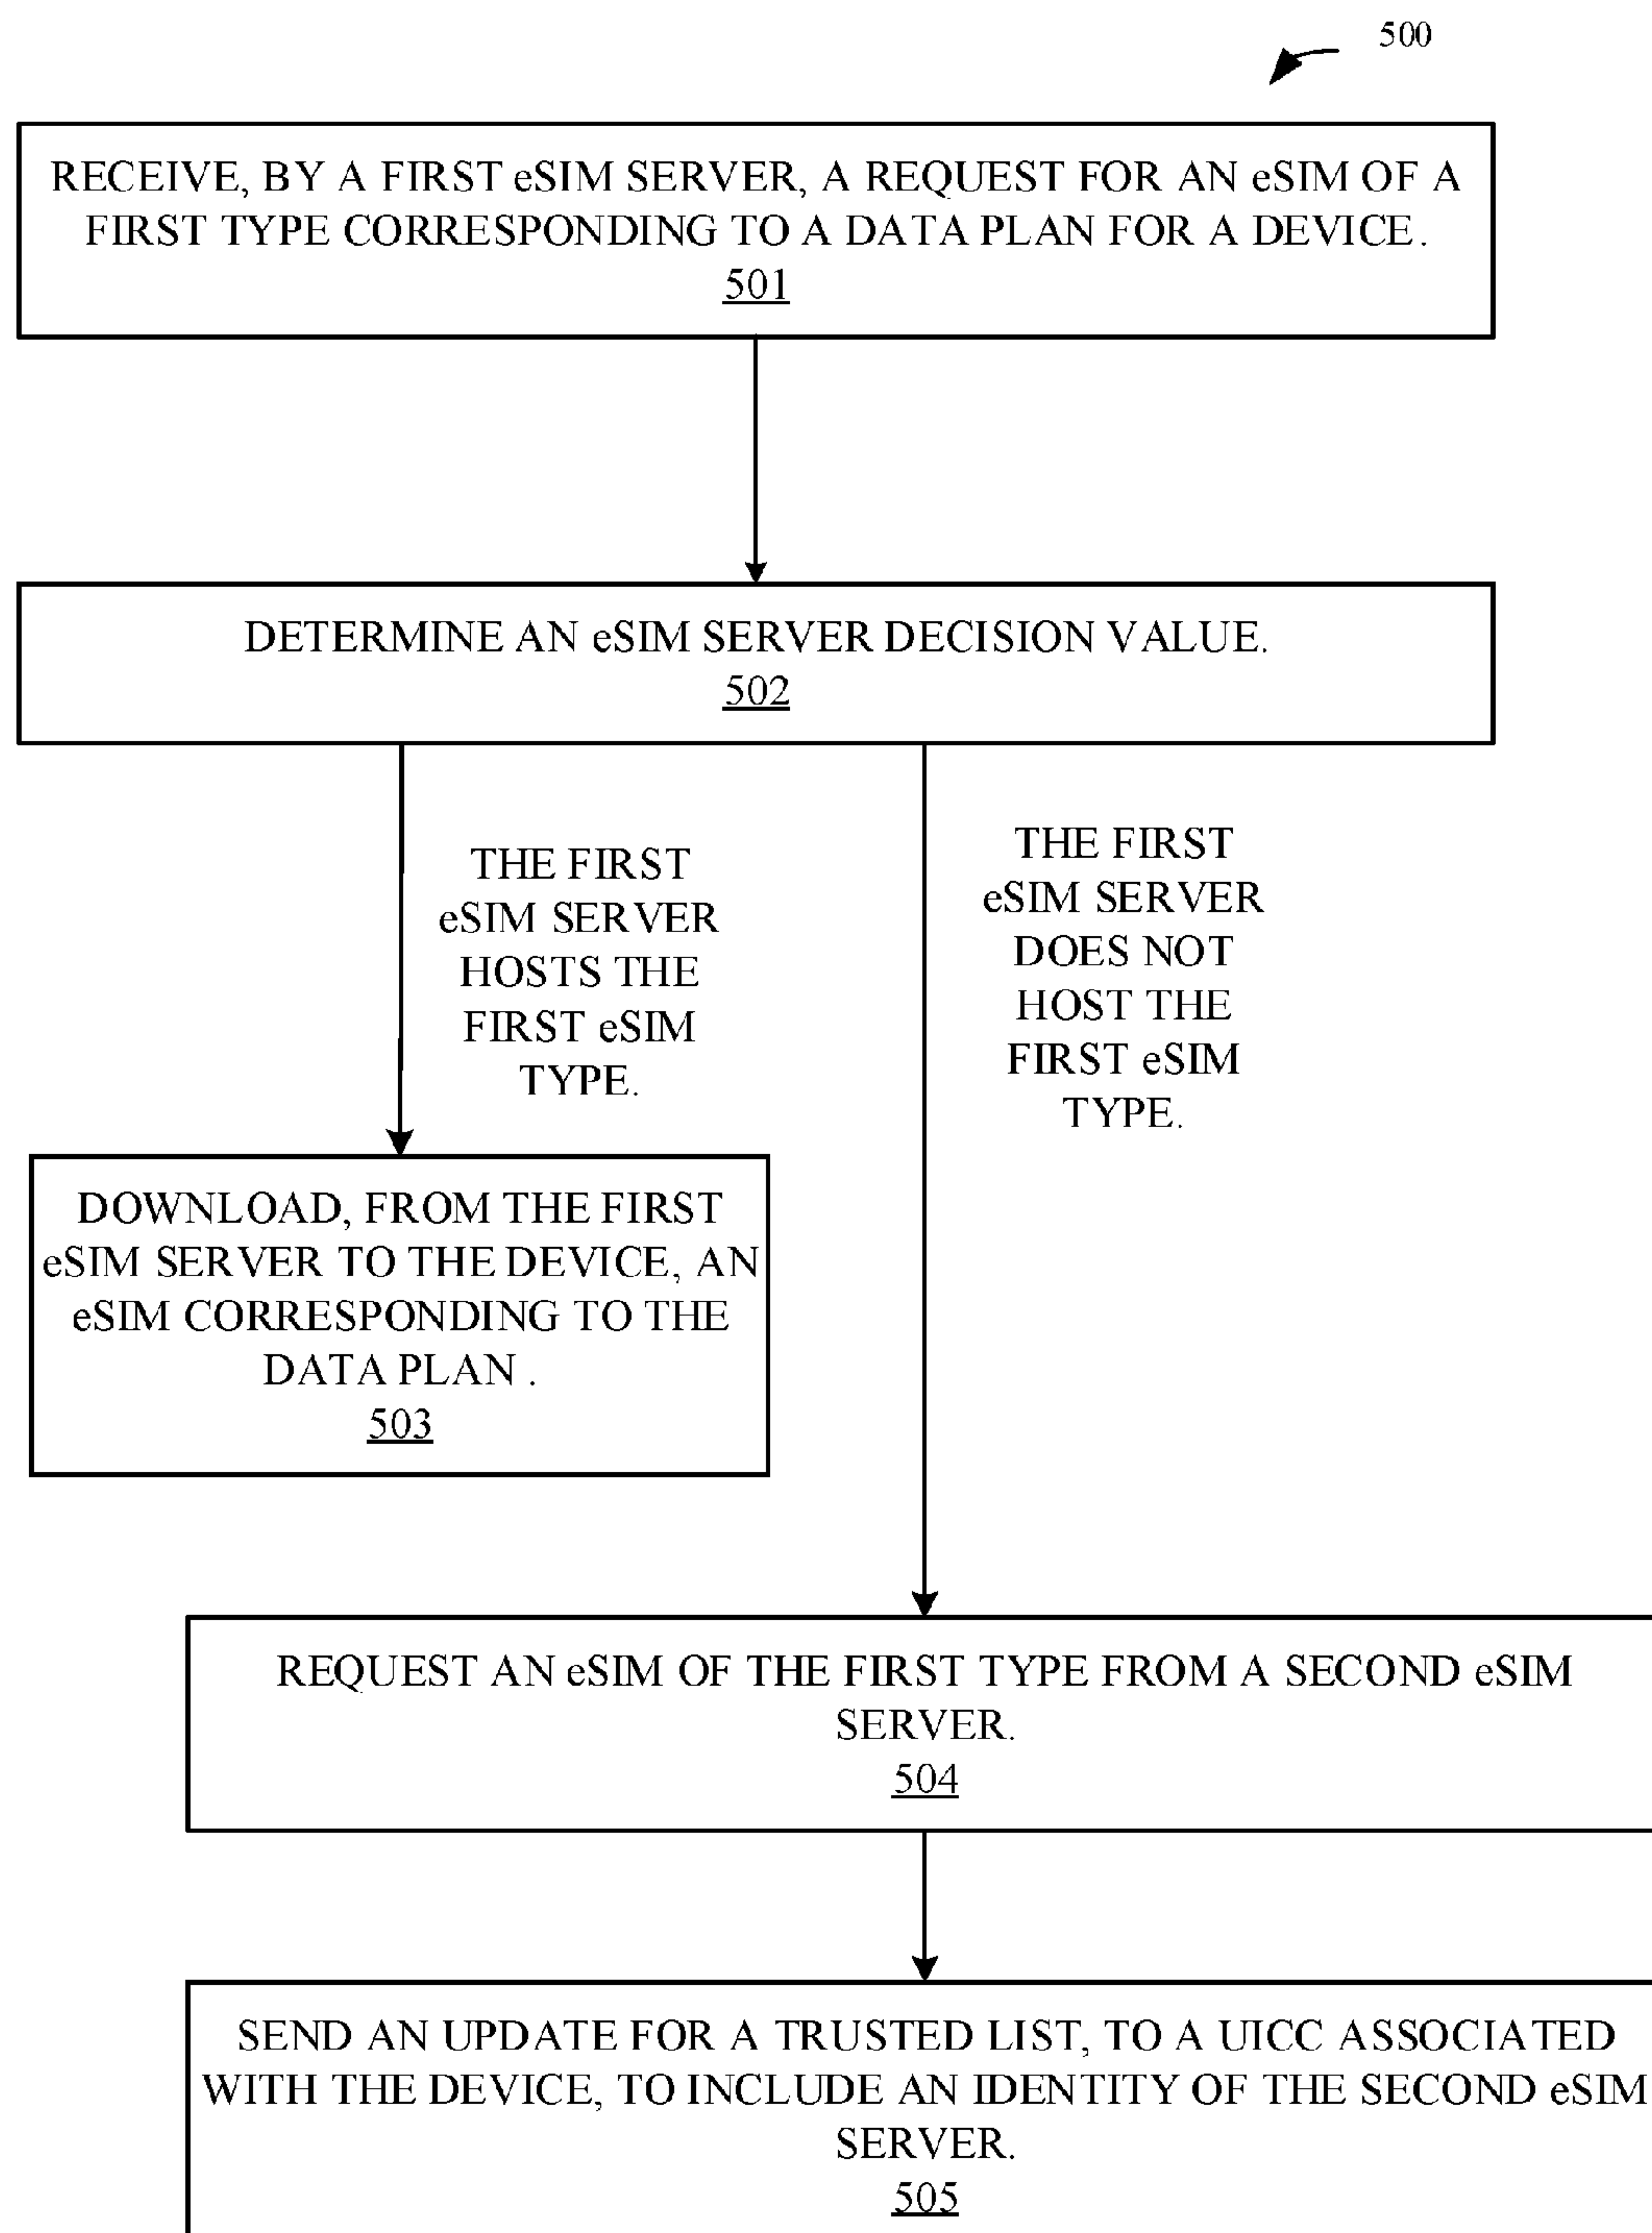 500
RECEIVE, BY A FIRST eSIM SERVER, A REQUEST FOR AN eSIM OF A
FIRST TYPE CORRESPONDING TO A DATA PLAN FOR A DEVICE.
501
DETERMINE AN eSIM SERVER DECISION VALUE.
502
THE FIRST
eSIM SERVER
HOSTS THE
FIRST eSIM
TYPE.
THE FIRST
eSIM SERVER
DOES NOT
HOST THE
FIRST eSIM
TYPE.
DOWNLOAD, FROM THE FIRST
eSIM SERVER TO THE DEVICE, AN
eSIM CORRESPONDING TO THE
DATA PLAN .
503
REQUEST AN eSIM OF THE FIRST TYPE FROM A SECOND eSIM
SERVER.
504
SEND AN UPDATE FOR A TRUSTED LIST, TO A UICC ASSOCIATED
WITH THE DEVICE, TO INCLUDE AN IDENTITY OF THE SECOND eSIM
SERVER.
505